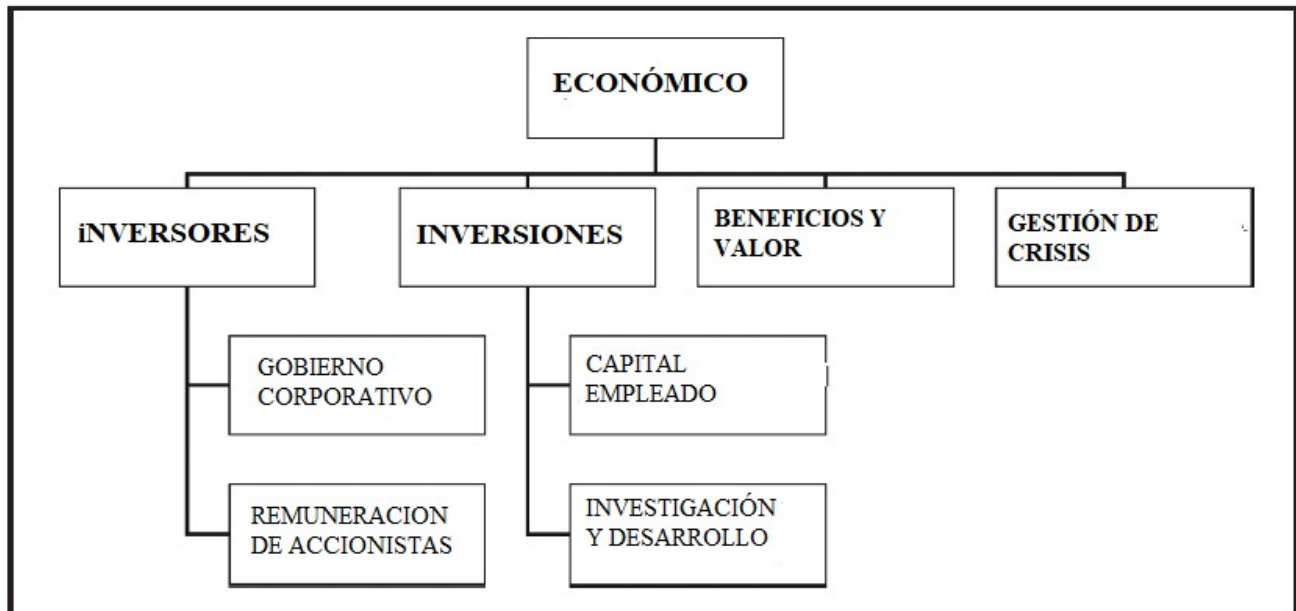 ECONÓMICO
iNVERSORES
INVERSIONES
BENEFICIOS Y
VALOR
GESTIÓN DE
CRISIS
GOBIERNO
CORPORATIVO
CAPITAL
EMPLEADO
REMUNERACION
DE ACCIONISTAS
INVESTIGACIÓN
Y DESARROLLO